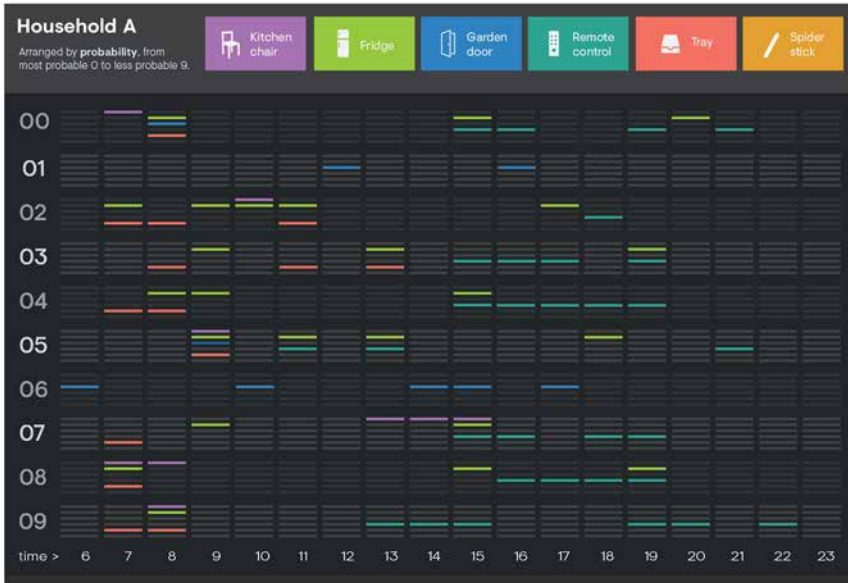 Household A
Arranged by probability, from
most probable 0 to less probable 9.
Kitchen
chair
Fridge
Garden
door
Remote
control
Tray
Spider
stick
00
01
02
03
04
05
06
07
08
09
time > 6 7 8 9 10 11 12 13 14 15 16 17 18 19 20 21 22 23